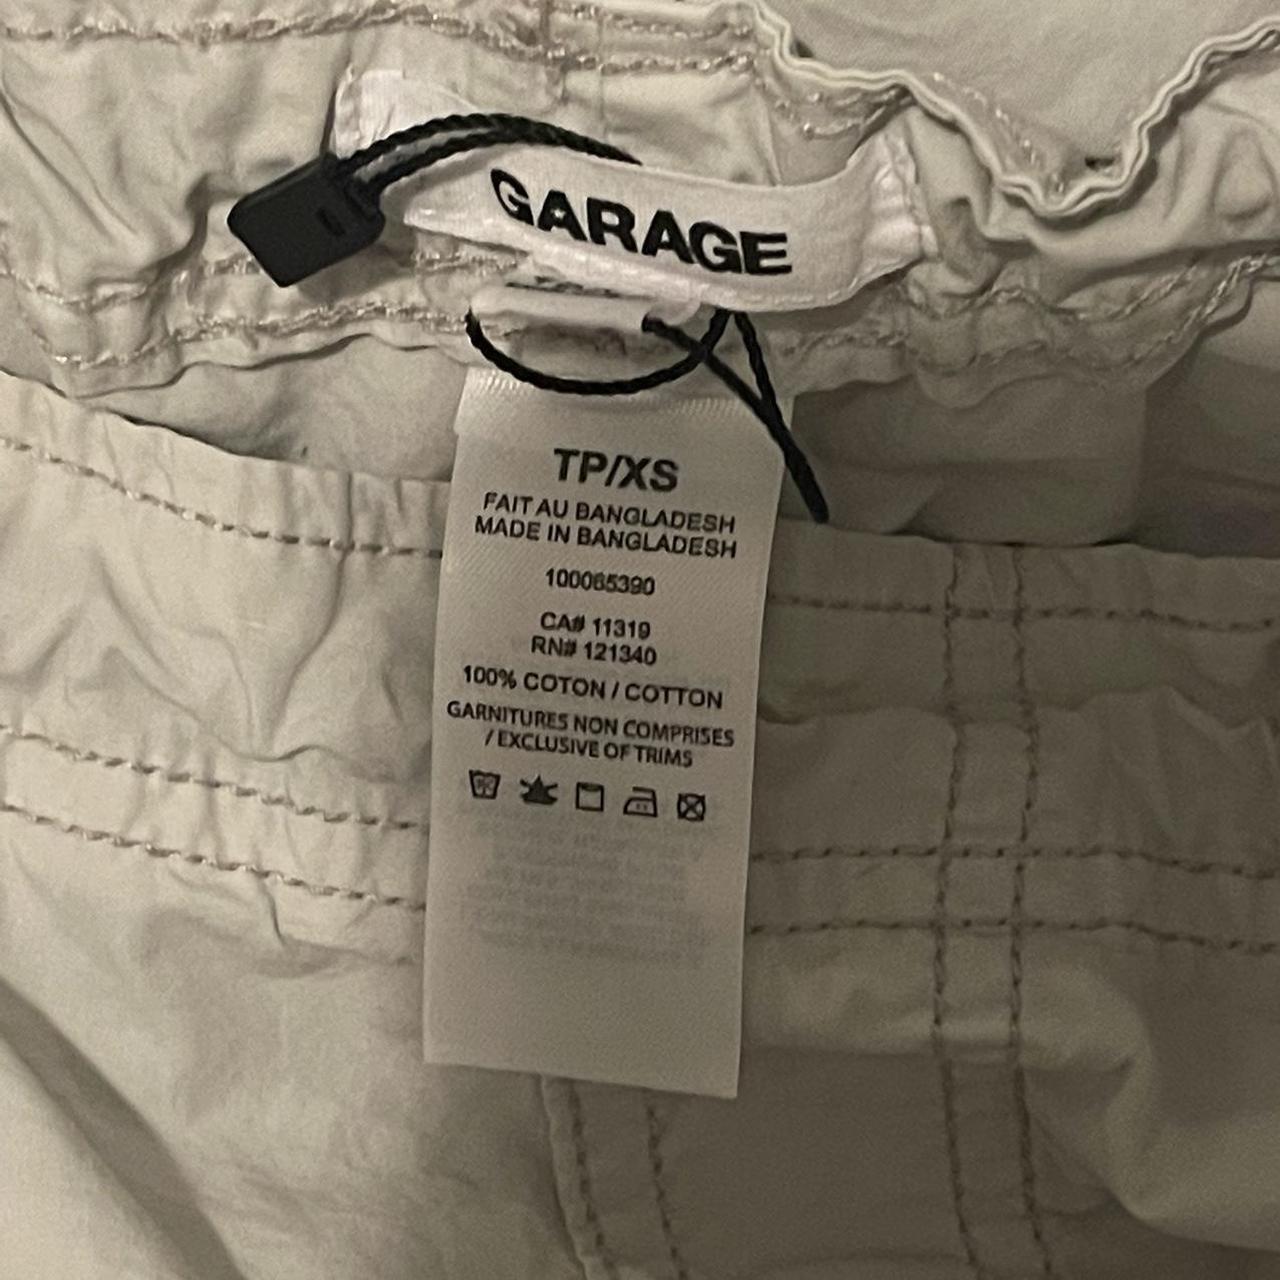 GARAGE
TP/XS
FAIT AU BANGLADESH
MADE IN BANGLADESH
100065390
CA# 11319
RN# 121340
100% COTON / COTTON
GARNITURES NON COMPRISES
/ EXCLUSIVE OF TRIMS